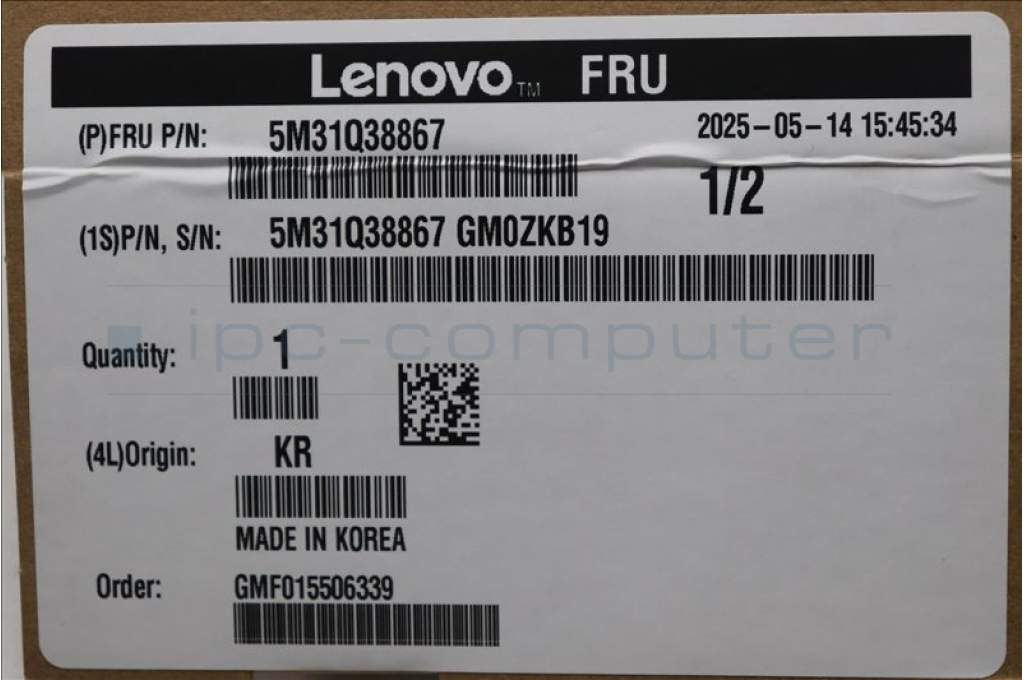 Lenovo™ FRU
(P)FRU P/N: 5M31Q38867 2025-05-14 15:45:34
1/2
(1S)P/N, S/N: 5M31Q38867 GM0ZKB19
ipc-computer
Quantity: 1
(4L)Origin: KR
MADE IN KOREA
Order: GMF015506339